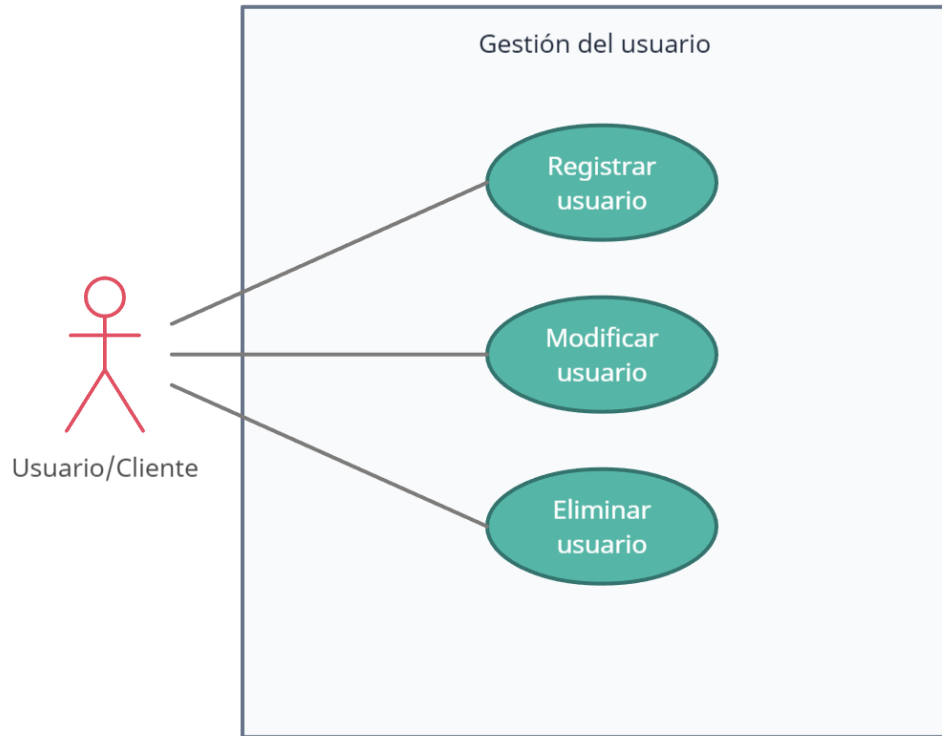 Gestión del usuario
Registrar
usuario
Modificar
usuario
Usuario/Cliente
Eliminar
usuario